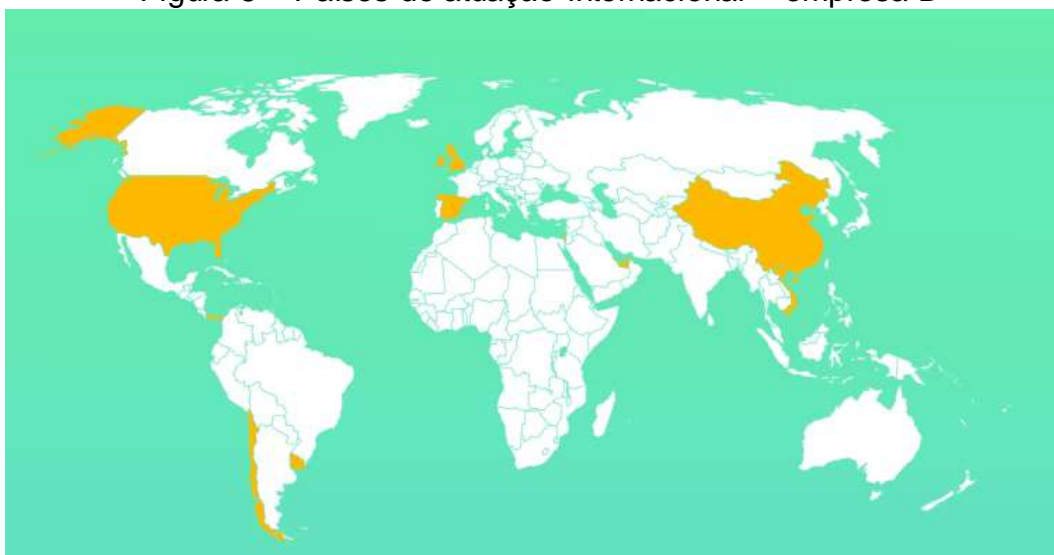 Figura – Países de atuação internacional – empresa